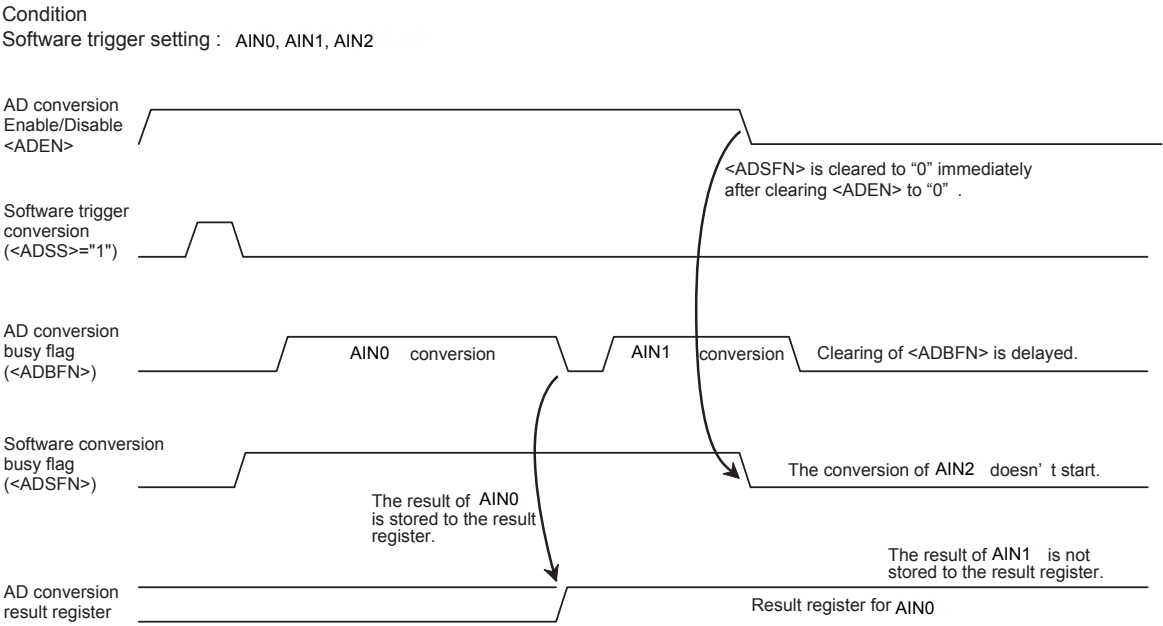 Condition
Software trigger setting : AIN0, AIN1, AIN2
AD conversion
Enable/Disable
<ADEN>
<ADSFN> is cleared to “0” immediately
after clearing <ADEN> to “0” .
Software trigger
conversion
(<ADSS>="1")
AD conversion
busy flag
(<ADBFN>)
AIN0 conversion
AIN1 conversion
Clearing of <ADBFN> is delayed.
Software conversion
busy flag
(<ADSFN>)
The conversion of AIN2 doesn’ t start.
The result of AIN0
is stored to the result
register.
The result of AIN1 is not
stored to the result register.
AD conversion
result register
Result register for AIN0